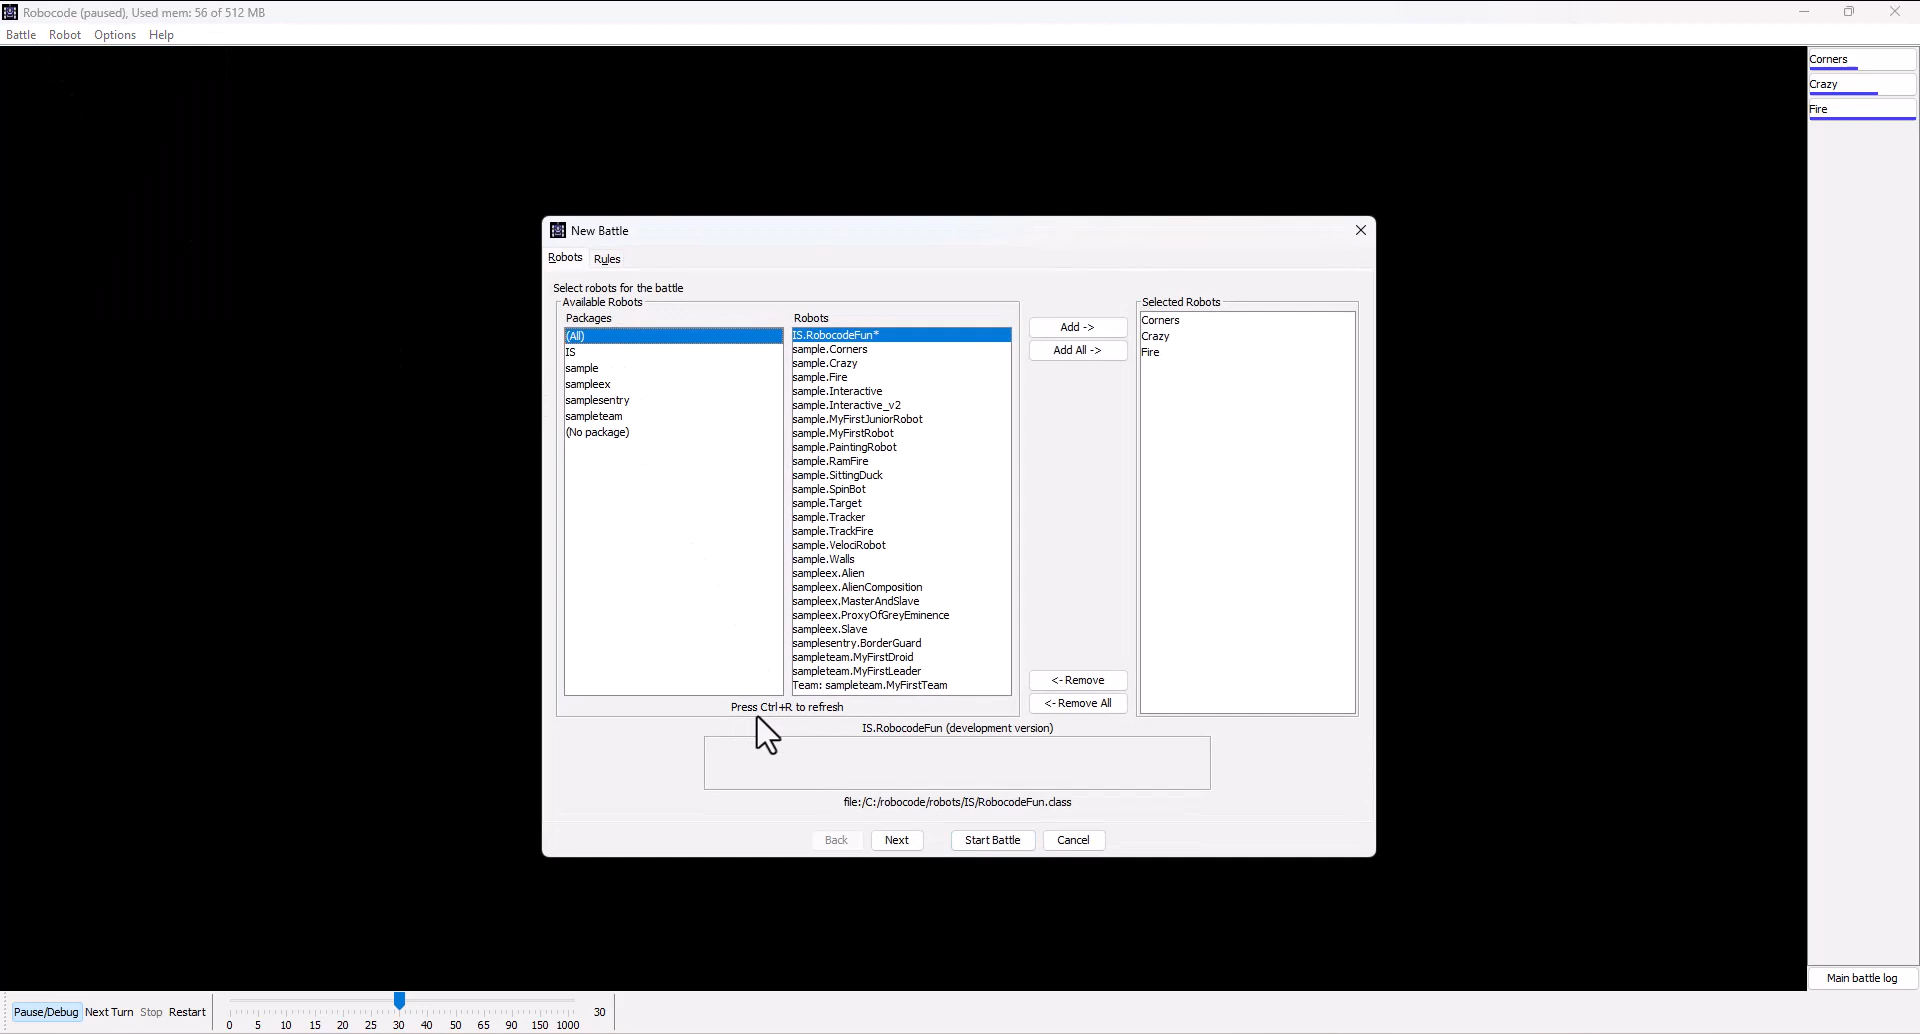 Robocode (paused), Used mem: 56 of 512 MB
Battle Robot Options Help
Corners
Crazy
Fire
New Battle
Robots Rules
Select robots for the battle
Available Robots
Packages
(All)
IS
sample
sampleex
samplesentry
sampleteam
(No package)
Robots
IS.RobocodeFun*
sample.Corners
sample.Crazy
sample.Fire
sample.Interactive
sample.Interactive_v2
sample.MyFirstJuniorRobot
sample.MyFirstRobot
sample.PaintingRobot
sample.RamFire
sample.SittingDuck
sample.SpinBot
sample.Target
sample.Tracker
sample.TrackFire
sample.VelociRobot
sample.Walls
sampleex.Alien
sampleex.AlienComposition
sampleex.MasterAndSlave
sampleex.ProxyOfGreyEminence
sampleex.Slave
samplesentry.BorderGuard
sampleteam.MyFirstDroid
sampleteam.MyFirstLeader
Team: sampleteam.MyFirstTeam
Press Ctrl+R to refresh
Add ->
Add All ->
<- Remove
<- Remove All
Selected Robots
Corners
Crazy
Fire
IS.RobocodeFun (development version)
file:/C:/robocode/robots/IS/RobocodeFun.class
Back Next Start Battle Cancel
Main battle log
Pause/Debug Next Turn Stop Restart
30
0 5 10 15 20 25 30 40 50 65 90 150 1000